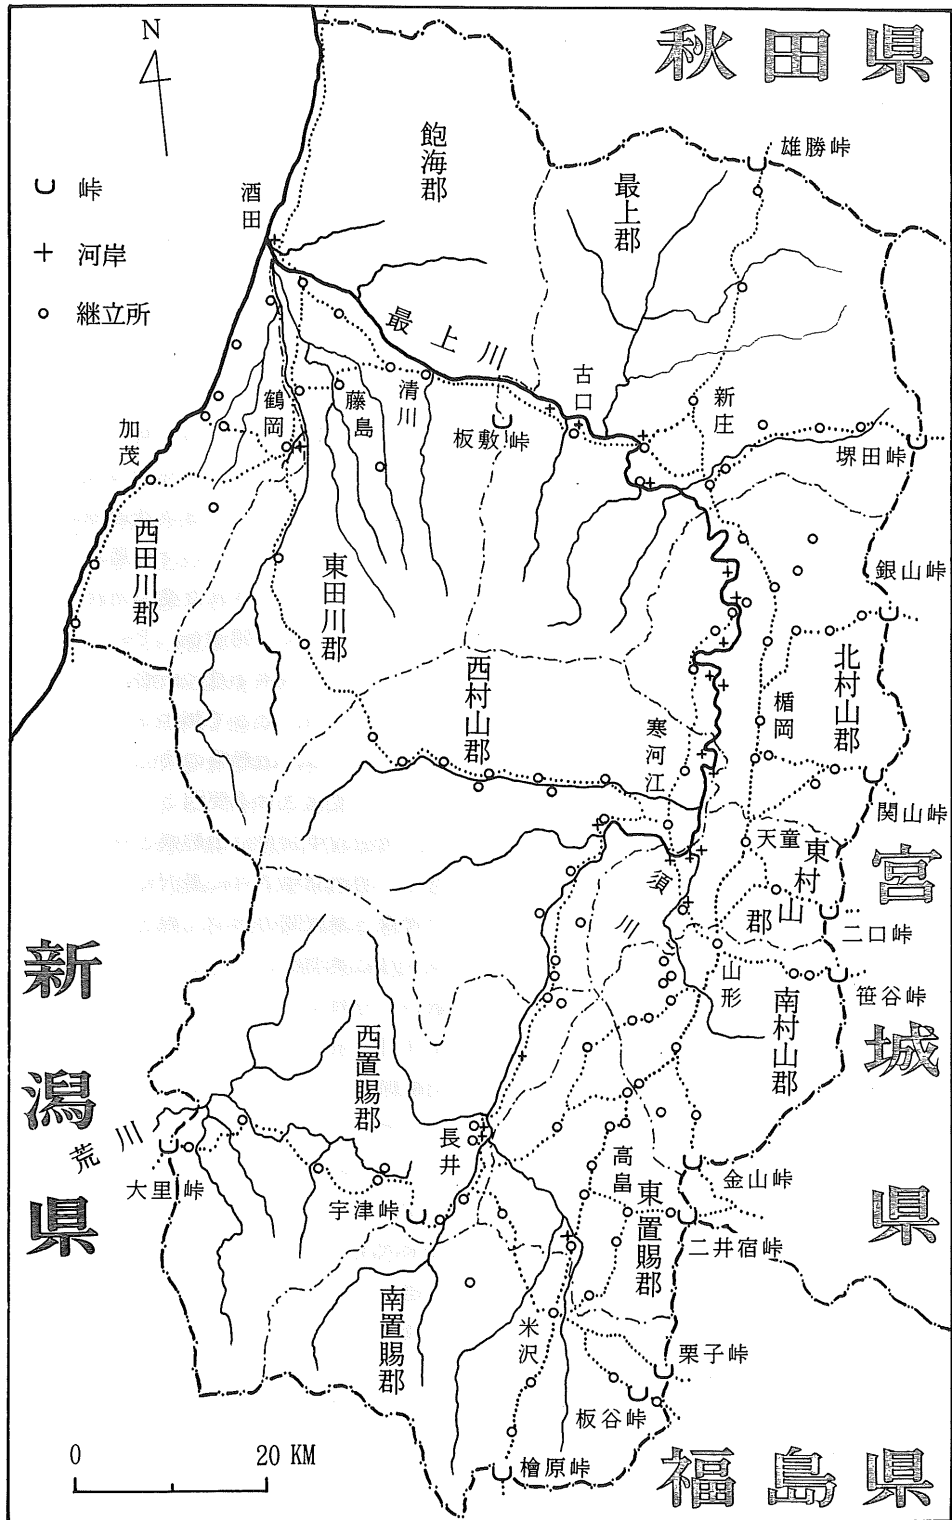 秋田県
N
峠
河岸
継立所
飽海郡
最上郡
雄勝峠
酒田
最上川
古口
新庄
清川
藤島
鶴岡
板敷峠
堺田峠
加茂
西田川郡
東田川郡
銀山峠
西村山郡
北村山郡
楯岡
寒河江
関山峠
天童
東村山郡
宮城県
須川
二口峠
山形
笹谷峠
南村山郡
新潟県
西置賜郡
荒川
長井
大里峠
宇津峠
高畠
東置賜郡
金山峠
二井宿峠
南置賜郡
米沢
栗子峠
板谷峠
檜原峠
0 20 KM
福島県